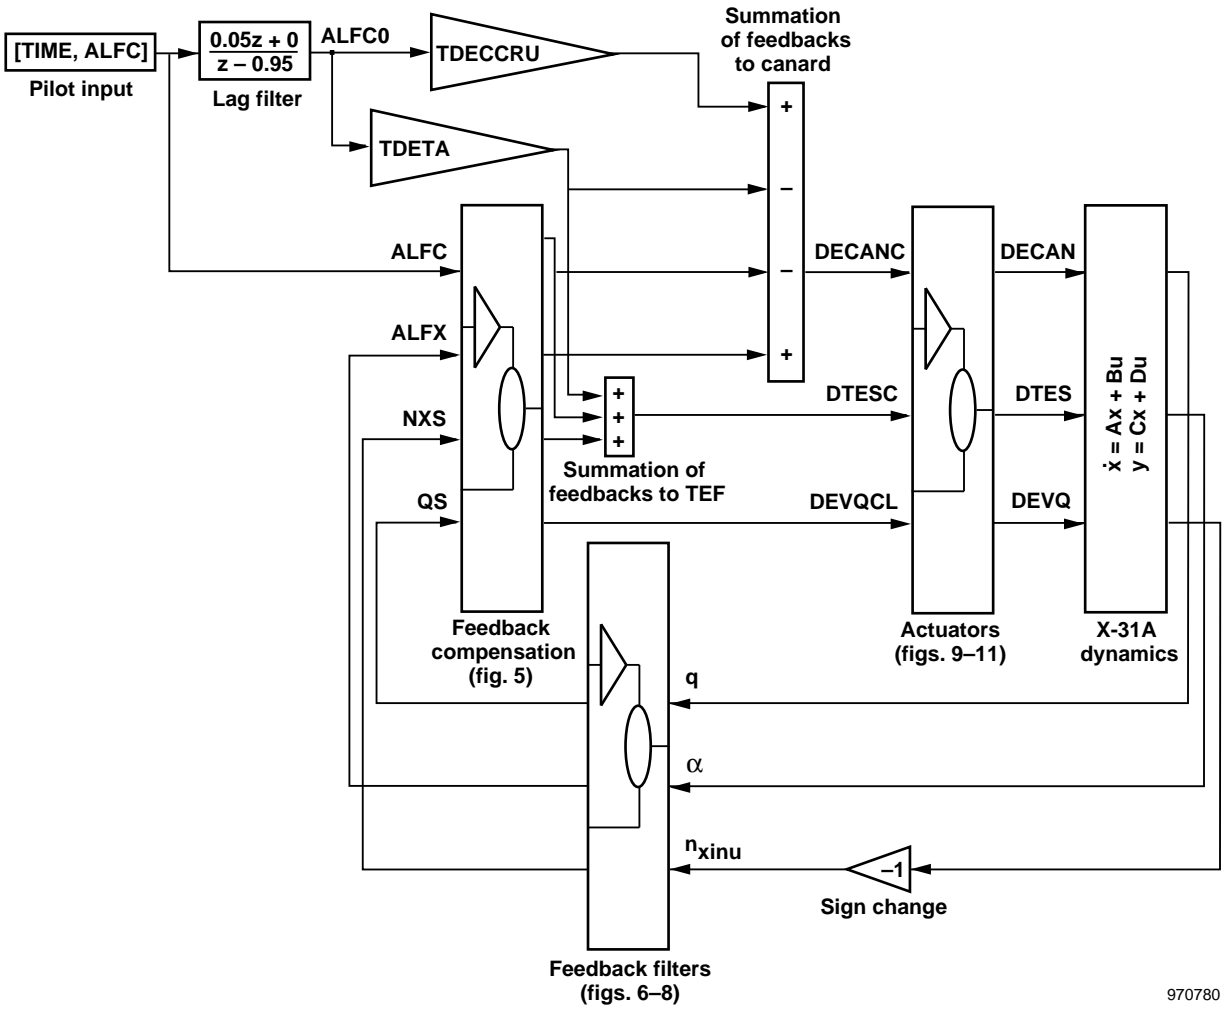 Summation
of feedbacks
to canard
[TIME, ALFC]
Pilot input
0.05z + 0
z – 0.95
Lag filter
ALFC0
TDECCRU
TDETA
+
–
–
+
ALFC
ALFX
NXS
QS
+
+
+
Summation of
feedbacks to TEF
DECANC
DTESC
DEVQCL
DECAN
DTES
DEVQ
ẋ = Ax + Bu
y = Cx + Du
Feedback
compensation
(fig. 5)
Actuators
(figs. 9–11)
X-31A
dynamics
q
α
nxinu
–1
Sign change
Feedback filters
(figs. 6–8)
970780